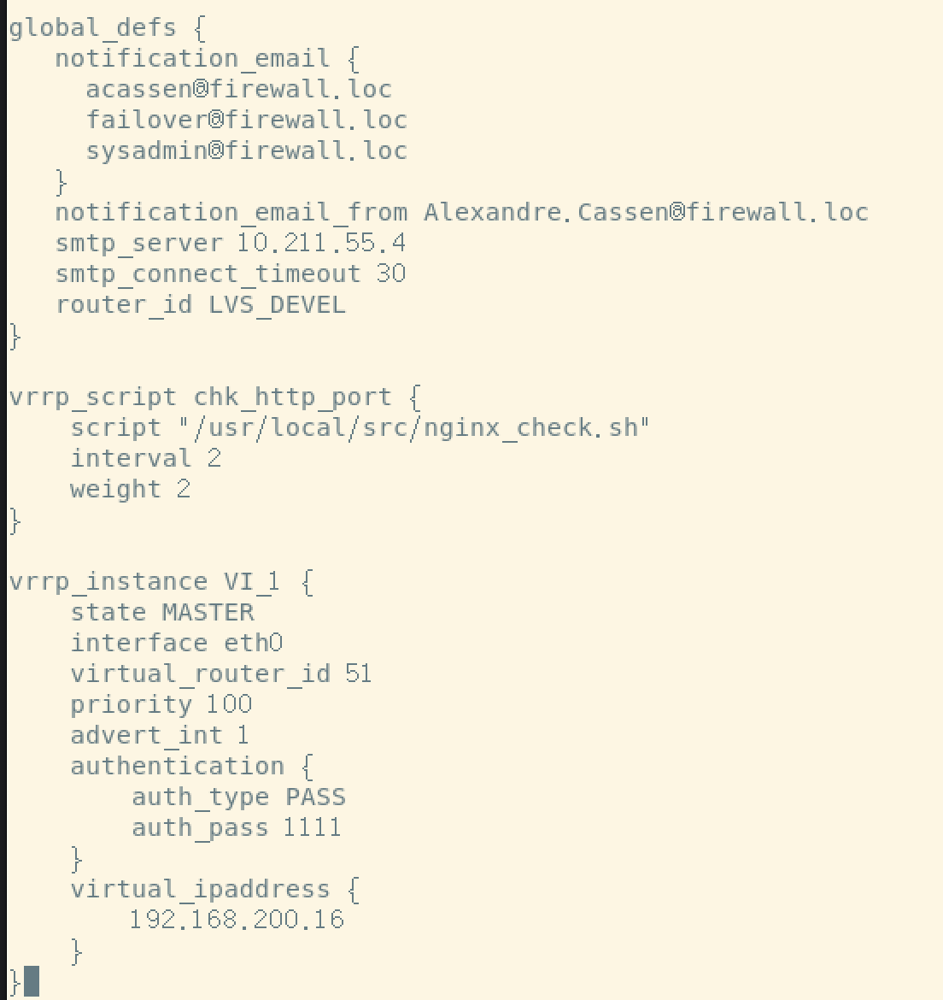 global_defs {
   notification_email {
     acassen@firewall.loc
     failover@firewall.loc
     sysadmin@firewall.loc
   }
   notification_email_from Alexandre.Cassen@firewall.loc
   smtp_server 10.211.55.4
   smtp_connect_timeout 30
   router_id LVS_DEVEL
}

vrrp_script chk_http_port {
    script "/usr/local/src/nginx_check.sh"
    interval 2
    weight 2
}

vrrp_instance VI_1 {
    state MASTER
    interface eth0
    virtual_router_id 51
    priority 100
    advert_int 1
    authentication {
        auth_type PASS
        auth_pass 1111
    }
    virtual_ipaddress {
        192.168.200.16
    }
}